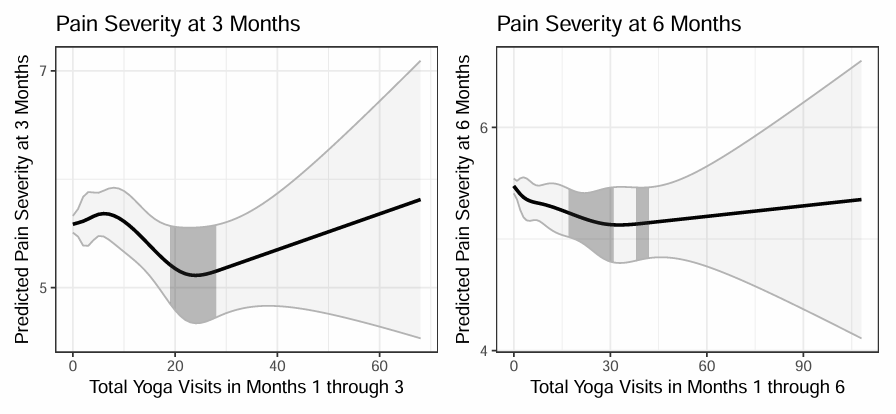 Pain Severity at 3 Months
Predicted Pain Severity at 3 Months
7
5
0 20 40 60
Total Yoga Visits in Months 1 through 3
Pain Severity at 6 Months
Predicted Pain Severity at 6 Months
6
4
0 30 60 90
Total Yoga Visits in Months 1 through 6